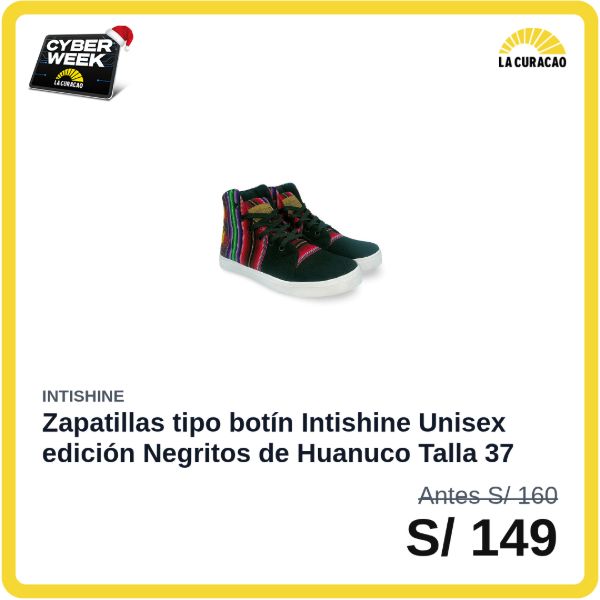 CYBER
WEEK
LA CURACAO
LA CURACAO
INTISHINE
Zapatillas tipo botín Intishine Unisex
edición Negritos de Huanuco Talla 37
Antes S/ 160
S/ 149